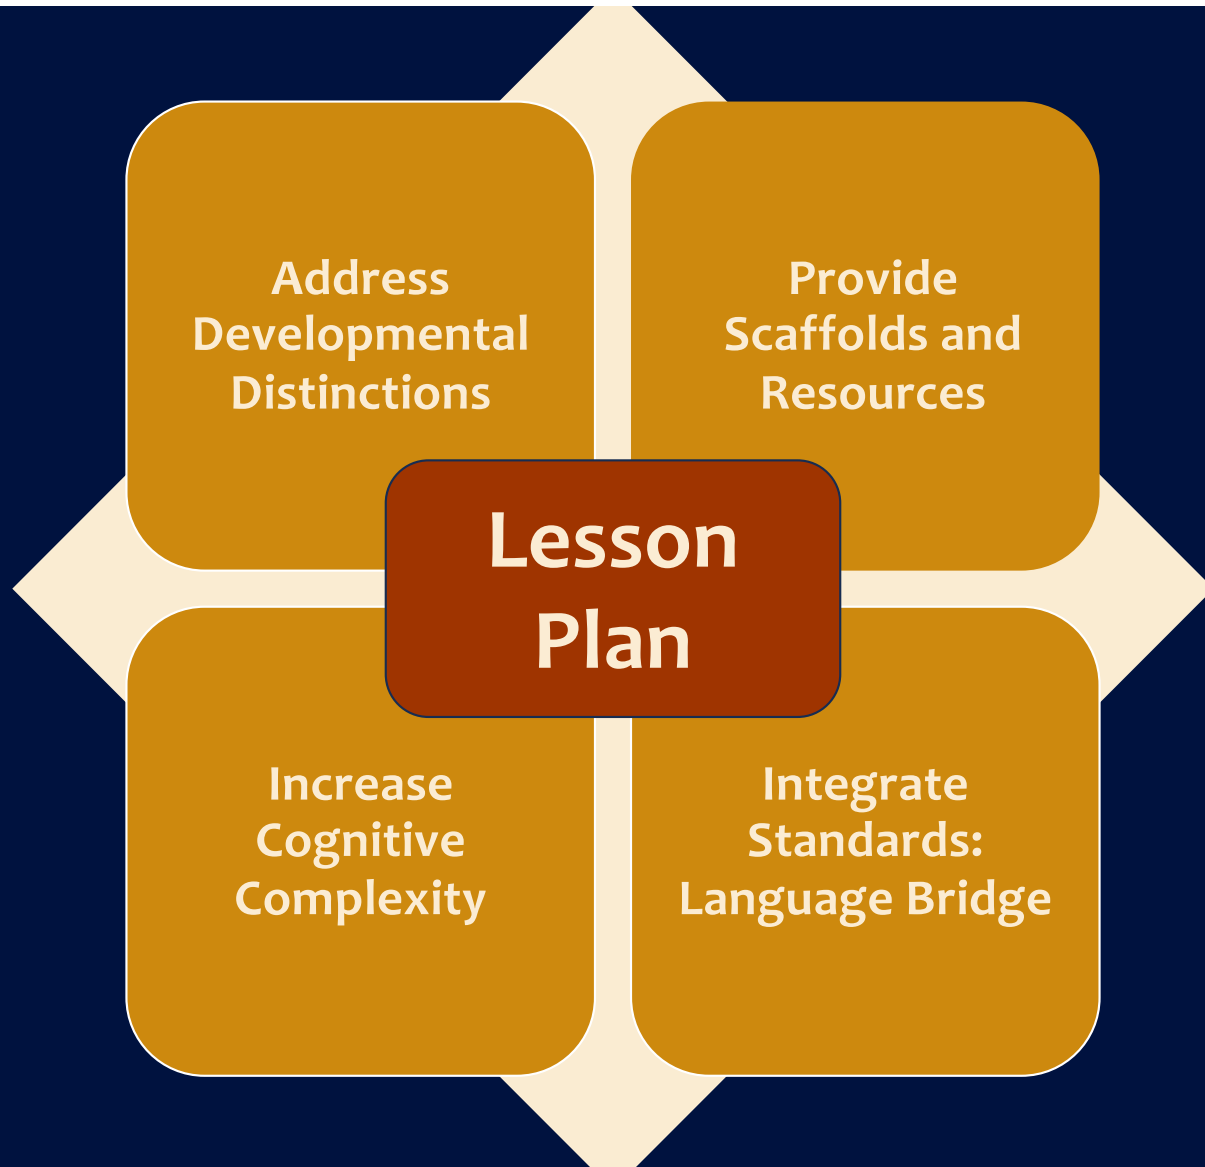 Address
Developmental
Distinctions
Provide
Scaffolds and
Resources
Lesson
Plan
Increase
Cognitive
Complexity
Integrate
Standards:
Language Bridge